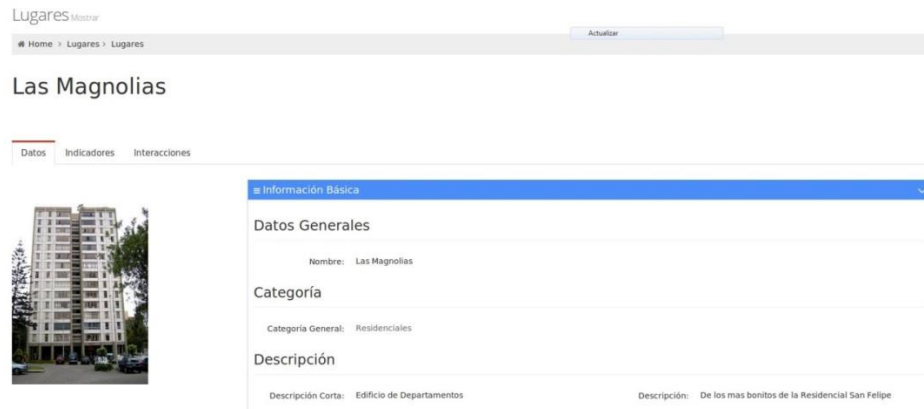 Lugares Mostrar
Actualizar
Home > Lugares > Lugares
Las Magnolias
Datos Indicadores Interacciones
Información Básica
Datos Generales
Nombre: Las Magnolias
Categoría
Categoría General: Residenciales
Descripción
Descripción Corta: Edificio de Departamentos Descripción: De los mas bonitos de la Residencial San Felipe